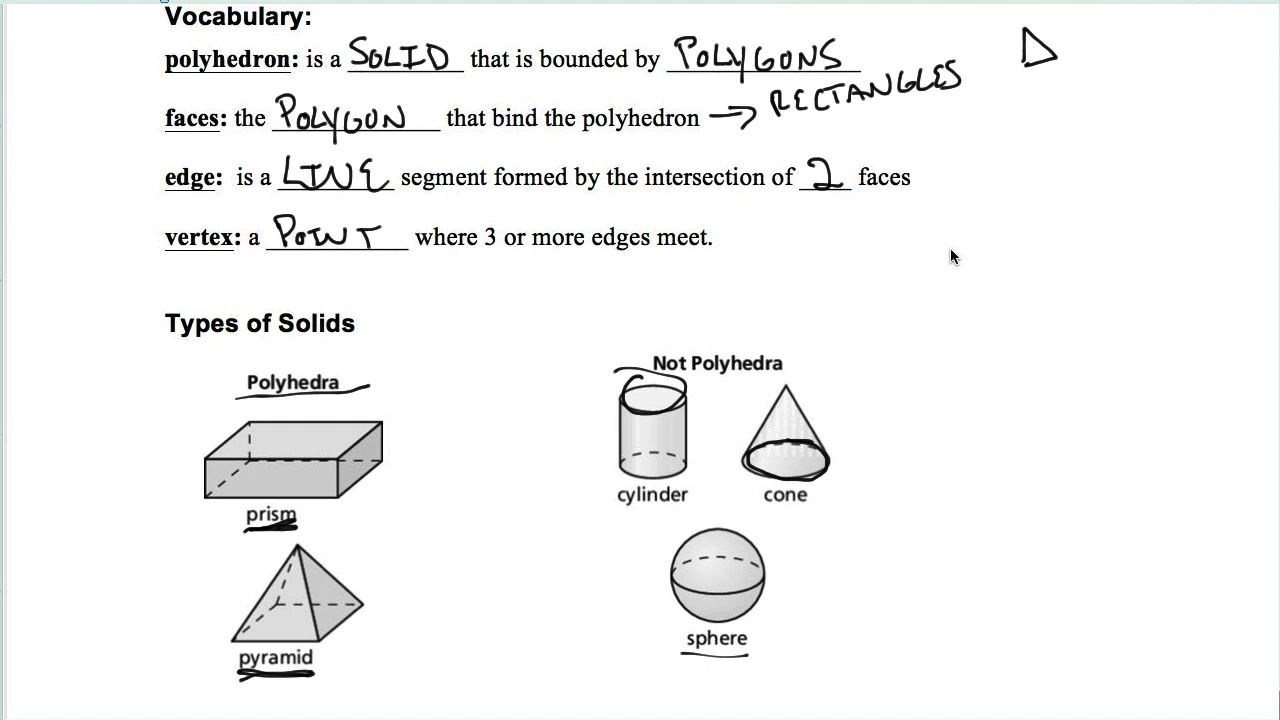 Vocabulary:
polyhedron: is a SOLID that is bounded by POLYGONS
faces: the POLYGON that bind the polyhedron → RECTANGLES
edge: is a LINE segment formed by the intersection of 2 faces
vertex: a POINT where 3 or more edges meet.
Types of Solids
Polyhedra
Not Polyhedra
prism
cylinder
cone
pyramid
sphere